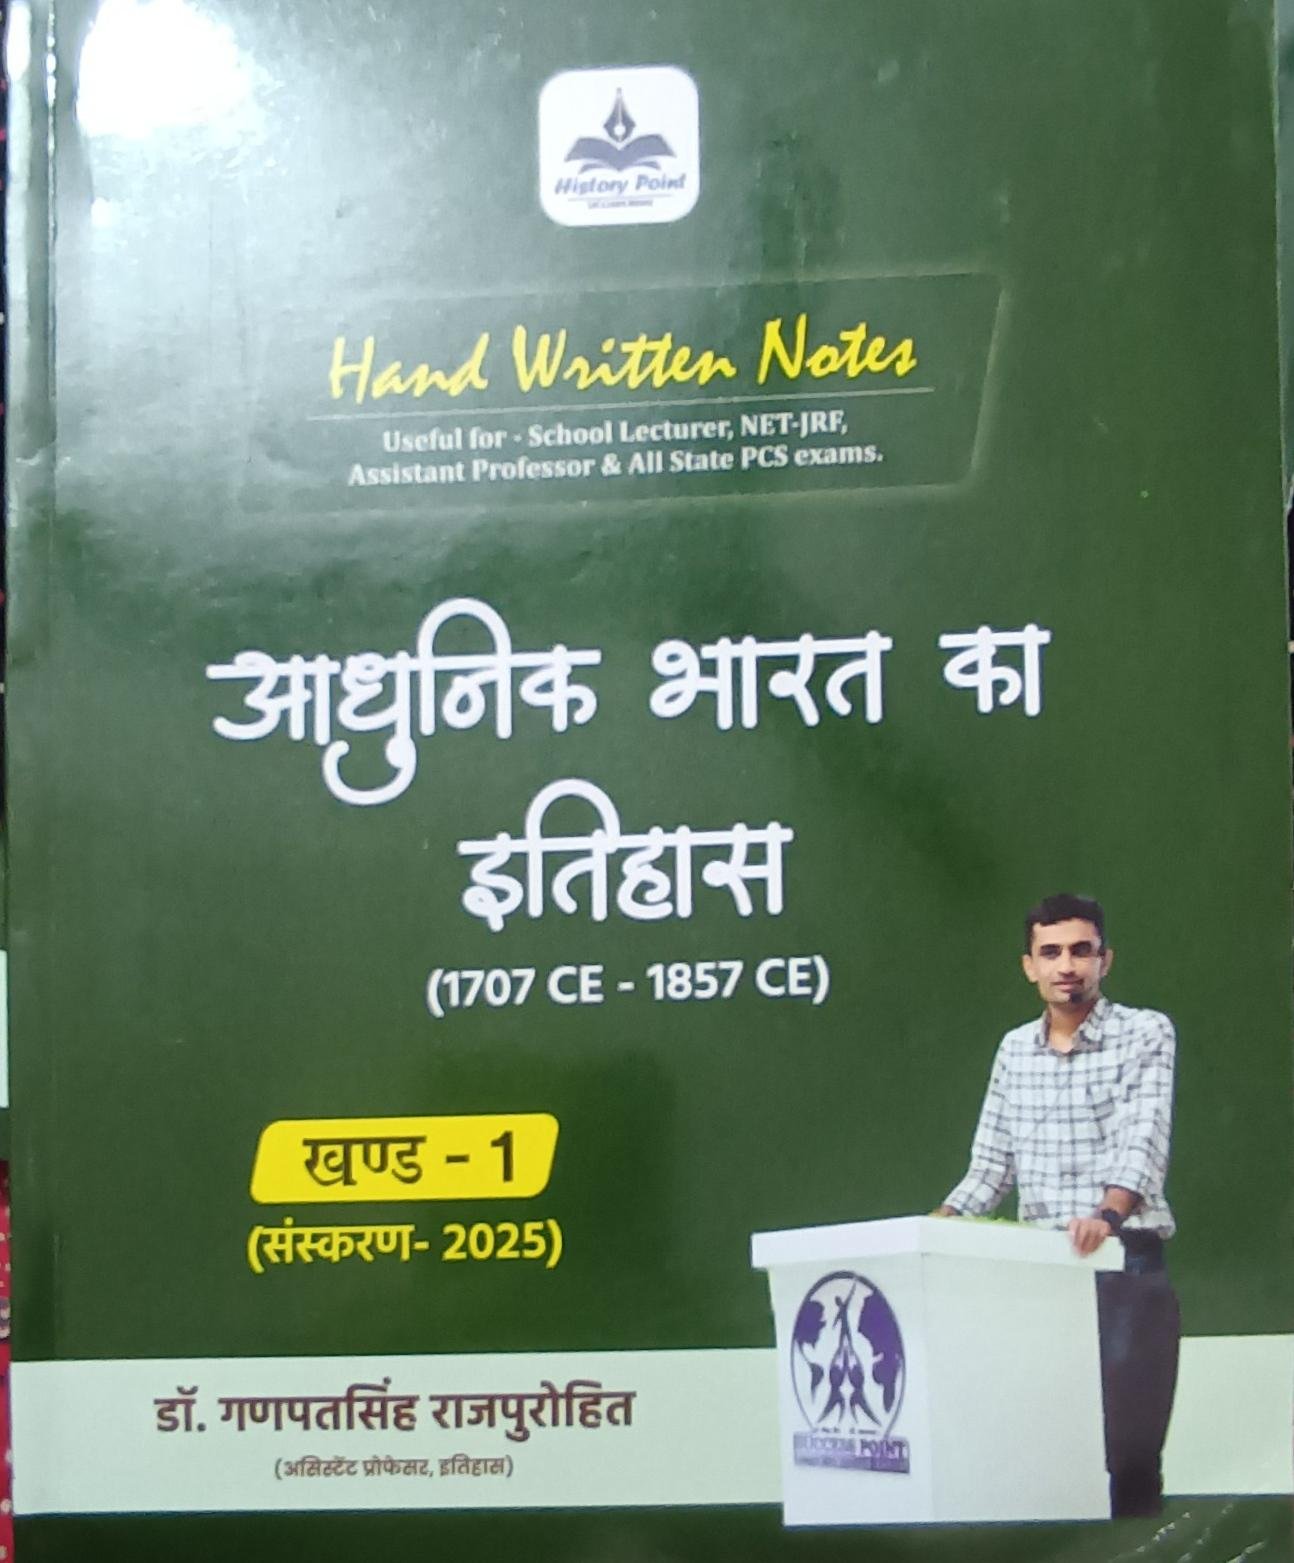 History Point
Hand Written Notes
Useful for - School Lecturer, NET-JRF,
Assistant Professor & All State PCS exams.
आधुनिक भारत का
इतिहास
(1707 CE - 1857 CE)
खण्ड - 1
(संस्करण- 2025)
डॉ. गणपतसिंह राजपुरोहित
(असिस्टेंट प्रोफेसर, इतिहास)
SUCCESS POINT